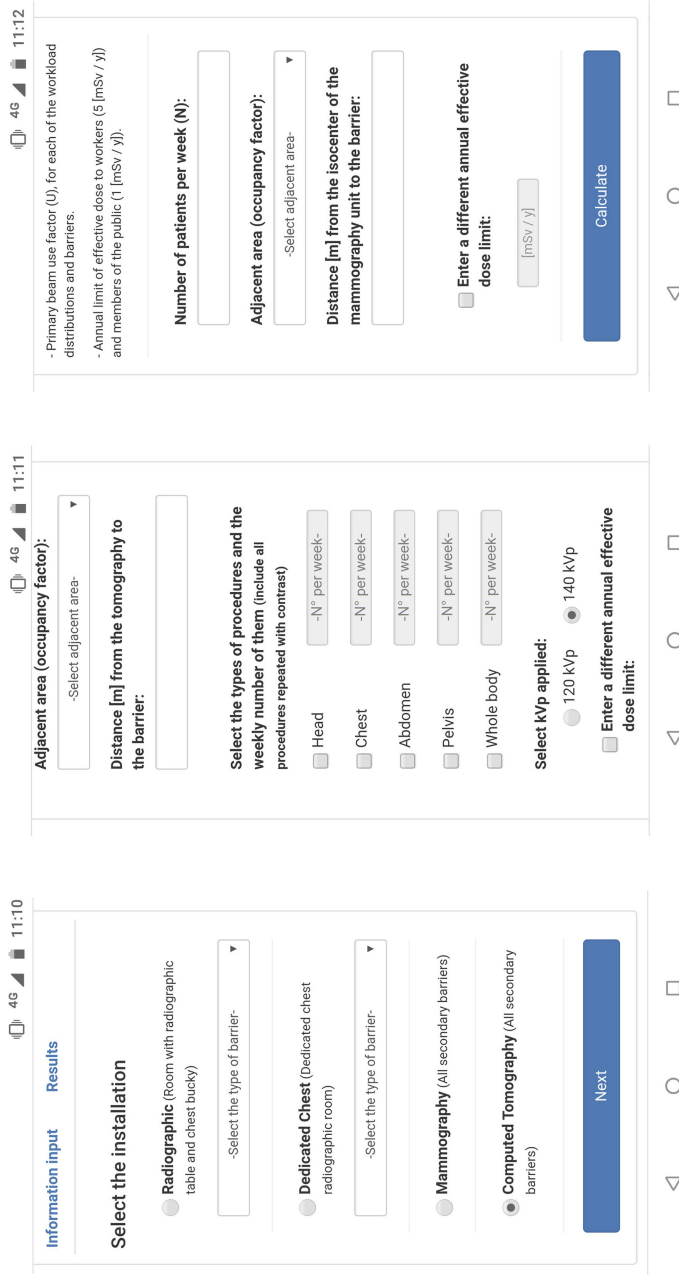 4G 11:10
Information input Results
Select the installation
Radiographic (Room with radiographic
table and chest bucky)
-Select the type of barrier-
Dedicated Chest (Dedicated chest
radiographic room)
-Select the type of barrier-
Mammography (All secondary barriers)
Computed Tomography (All secondary
barriers)
Next
4G 11:11
Adjacent area (occupancy factor):
-Select adjacent area-
Distance [m] from the tomography to
the barrier:
Select the types of procedures and the
weekly number of them (include all
procedures repeated with contrast)
Head -N° per week-
Chest -N° per week-
Abdomen -N° per week-
Pelvis -N° per week-
Whole body -N° per week-
Select kVp applied:
120 kVp 140 kVp
Enter a different annual effective
dose limit:
4G 11:12
- Primary beam use factor (U), for each of the workload
distributions and barriers.
- Annual limit of effective dose to workers (5 [mSv / y])
and members of the public (1 [mSv / y]).
Number of patients per week (N):
Adjacent area (occupancy factor):
-Select adjacent area-
Distance [m] from the isocenter of the
mammography unit to the barrier:
Enter a different annual effective
dose limit:
[mSv / y]
Calculate